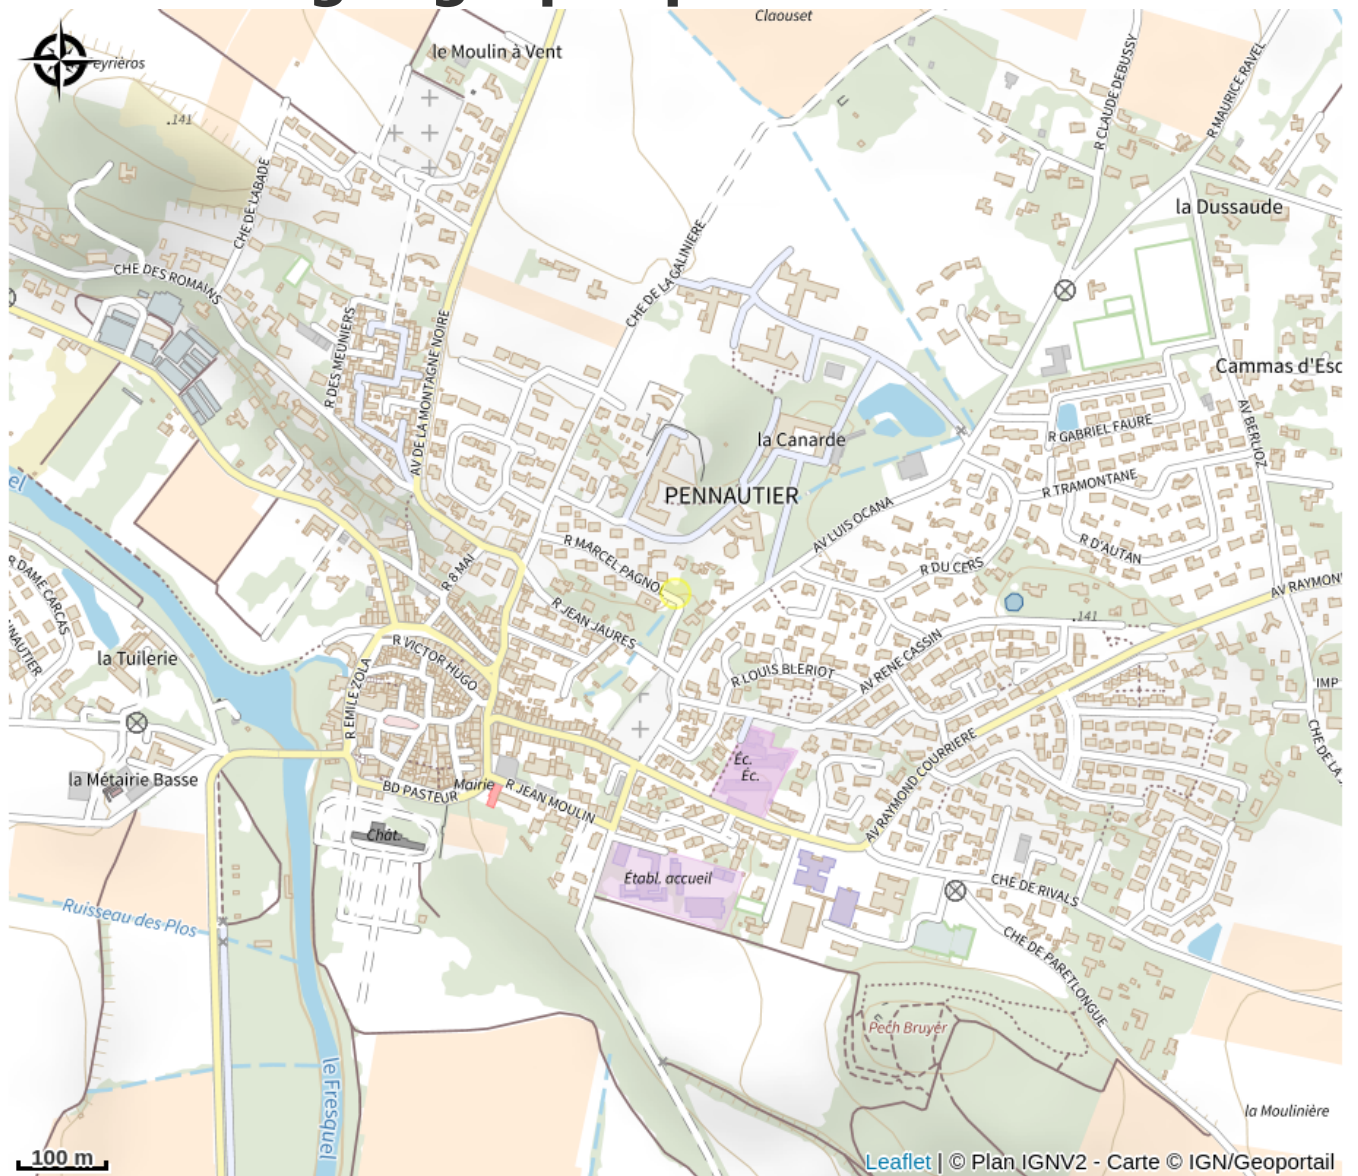 Claouset
le Moulin à Vent
141
R CLAUDE DEBUSSY
R MAURICE RAVEL
CHE DE LABADE
la Dussaude
CHE DES ROMAINS
CHE DE LA GALINIERE
R DES MEUNIERS
AV DE LA MONTAGNE NOIRE
Cammas d'Esc
AV BERLIOZ
R GABRIEL FAURE
la Canarde
PENNAUTIER
R TRAMONTANE
AV LUIS OCANA
el
R MARCEL PAGNOL
R D'AUTAN
R 8 MAI
R DU CERS
AV RAYMON
R DAME CARCAS
R JEAN JAURES
141
NAUTIER
R VICTOR HUGO
AV RENE CASSIN
la Tuilerie
R EMILE ZOLA
R LOUIS BLERIOT
IMP
CHE DE LA
AV RAYMOND COURRIERE
Éc.
Éc.
la Métairie Basse
BD PASTEUR
Mairie
R JEAN MOULIN
Chât.
Établ. accueil
CHE DE RIVALS
Ruisseau des Plos
CHE DE PARETLONGUE
Pech Bruyer
le Fresquel
la Moulinière
100 m
Leaflet | © Plan IGNV2 - Carte © IGN/Geoportail